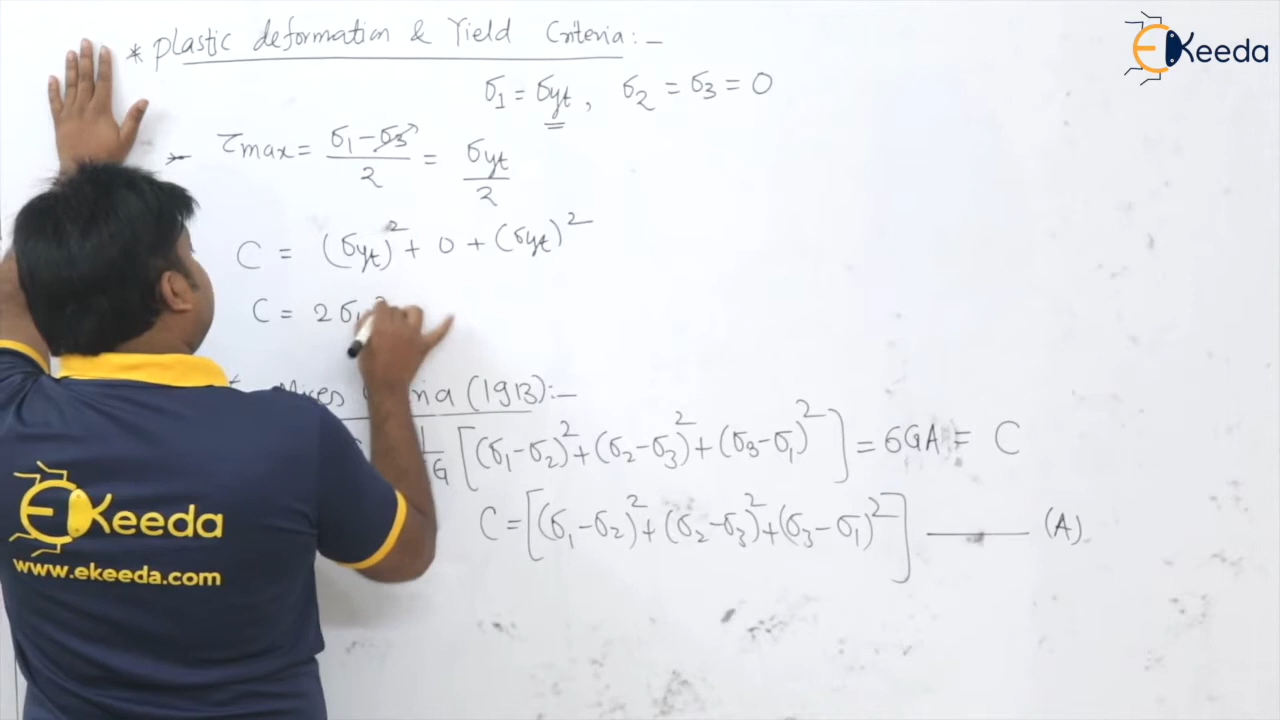 * Plastic deformation & Yield Criteria:-
σ1 = σyt, σ2 = σ3 = 0
τmax = (σ1 - σ3)/2 = σyt/2
C = (σyt)² + 0 + (σyt)²
C = 2σ
(1913):-
[(σ1-σ2)² + (σ2-σ3)² + (σ3-σ1)²] = 6GA = C
C = [(σ1-σ2)² + (σ2-σ3)² + (σ3-σ1)²] —— (A)
EKeeda
EKeeda
www.ekeeda.com